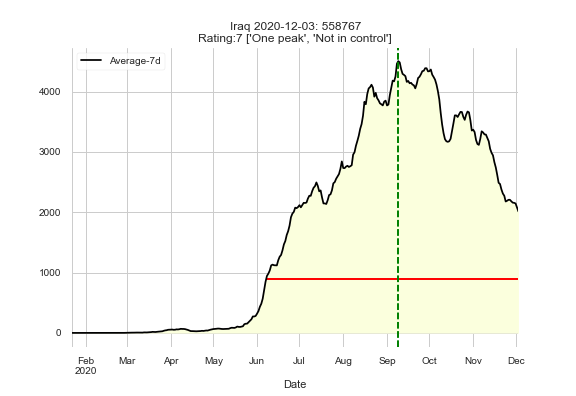 Iraq 2020-12-03: 558767
Rating:7 ['One peak', 'Not in control']
Average-7d
4000
3000
2000
1000
0
Feb Mar Apr May Jun Jul Aug Sep Oct Nov Dec
2020
Date